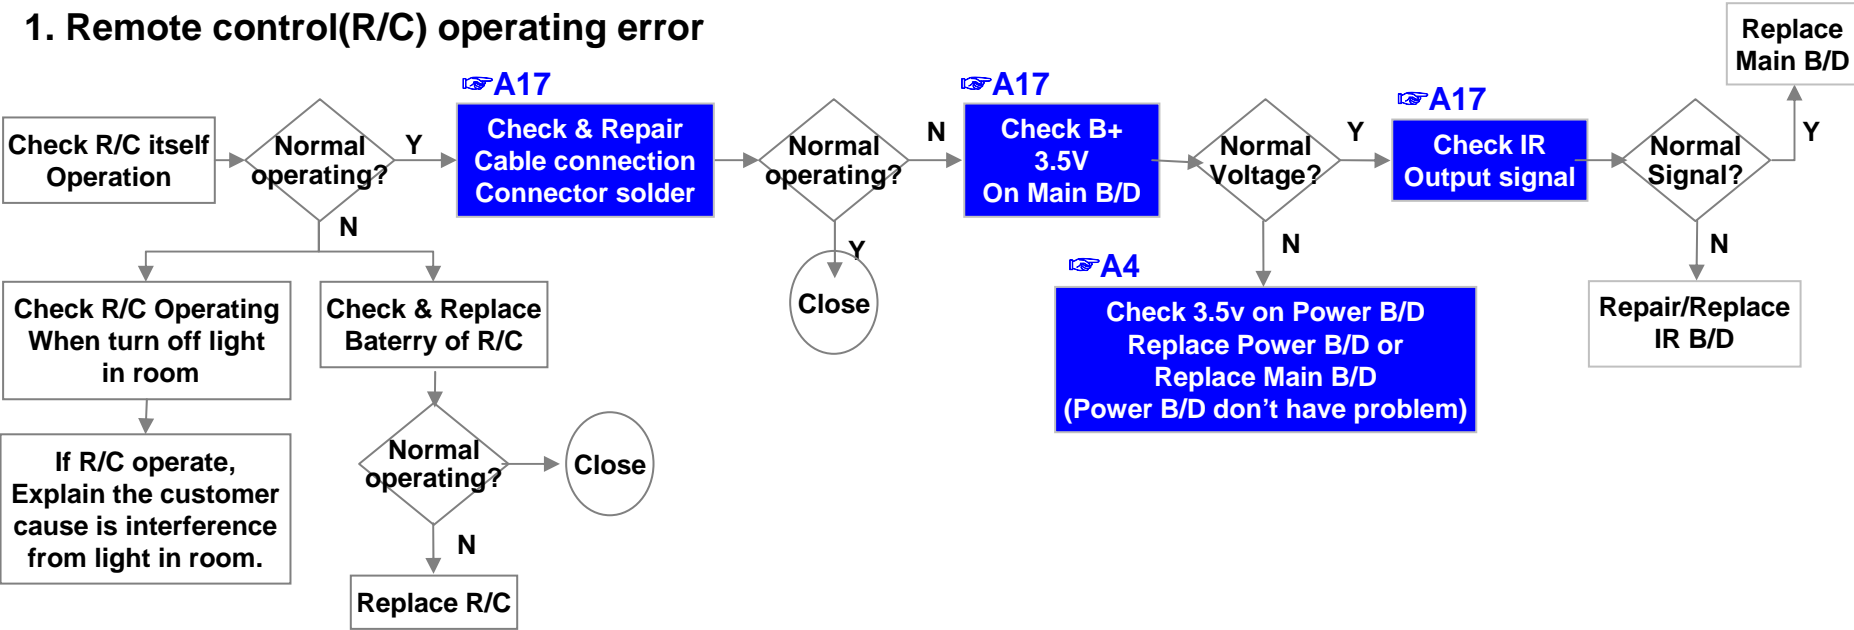 1. Remote control(R/C) operating error
Replace
Main B/D
☞A17
☞A17
☞A17
Check R/C itself
Operation
Normal
operating?
Y
Check & Repair
Cable connection
Connector solder
Normal
operating?
N
Check B+
3.5V
On Main B/D
Normal
Voltage?
Y
Check IR
Output signal
Normal
Signal?
Y
N
Y
N
N
☞A4
Close
Check R/C Operating
When turn off light
in room
Check & Replace
Baterry of R/C
Check 3.5v on Power B/D
Replace Power B/D or
Replace Main B/D
(Power B/D don’t have problem)
Repair/Replace
IR B/D
If R/C operate,
Explain the customer
cause is interference
from light in room.
Normal
operating?
Close
N
Replace R/C